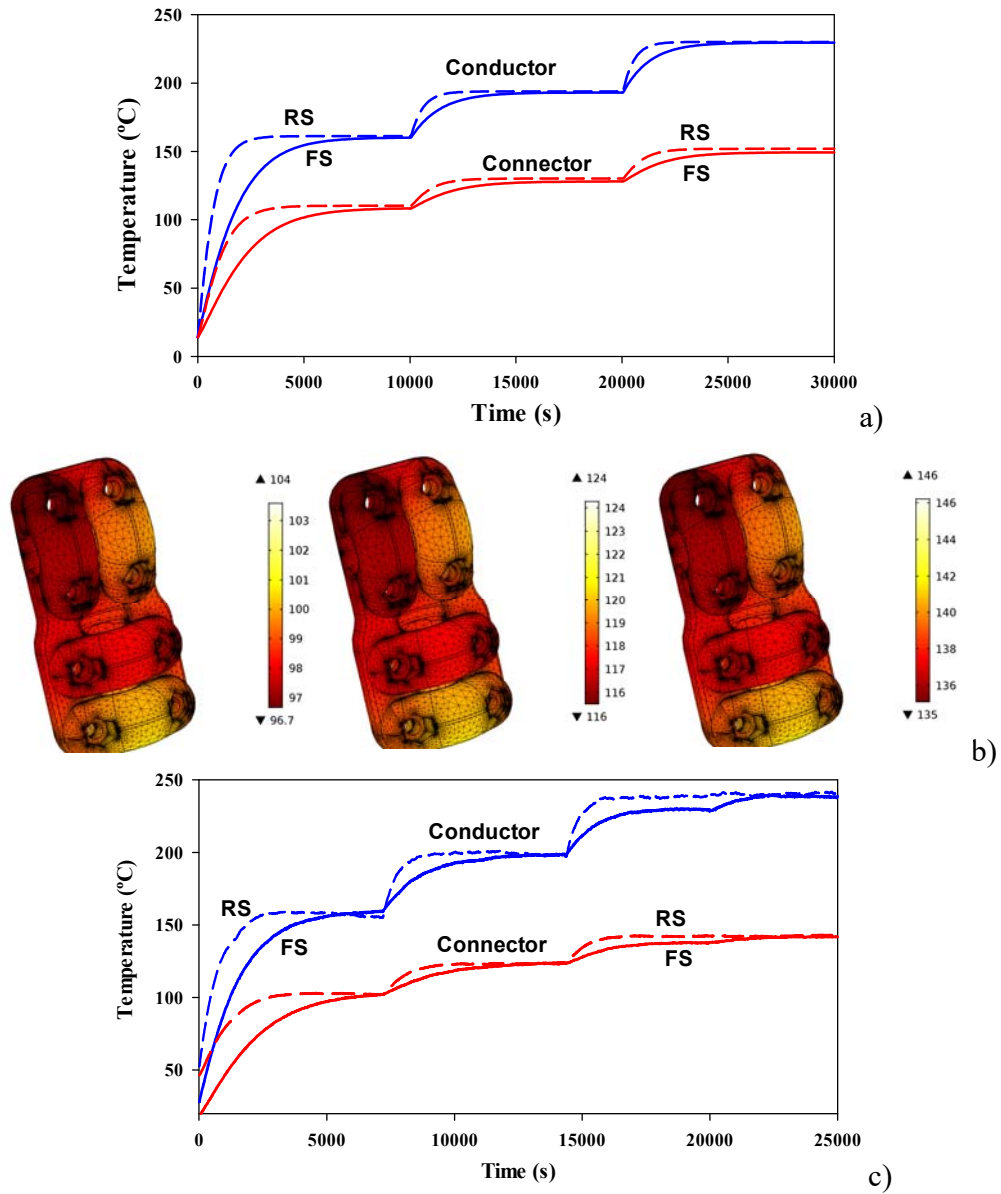 250
200
150
100
50
0
Temperature (ºC)
Conductor
RS
FS
Connector
RS
FS
0 5000 10000 15000 20000 25000 30000
Time (s)
a)
▲ 104
103
102
101
100
99
98
97
▼ 96.7
▲ 124
124
123
121
120
119
118
116
115
▼ 116
▲ 146
146
144
142
140
138
136
▼ 135
b)
250
200
150
100
50
Temperature (ºC)
Conductor
RS
FS
Connector
RS
FS
0 5000 10000 15000 20000 25000
Time (s)
c)